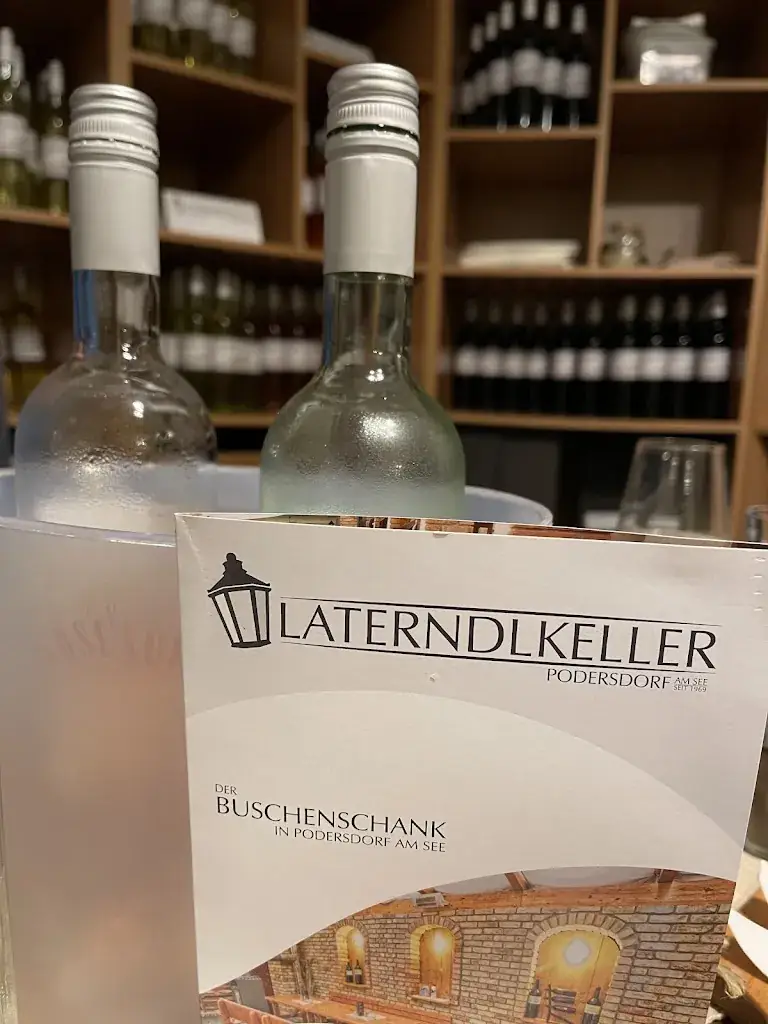 LATERNDLKELLER
PODERSDORF AM SEE
SEIT 1969
DER
BUSCHENSCHANK
IN PODERSDORF AM SEE